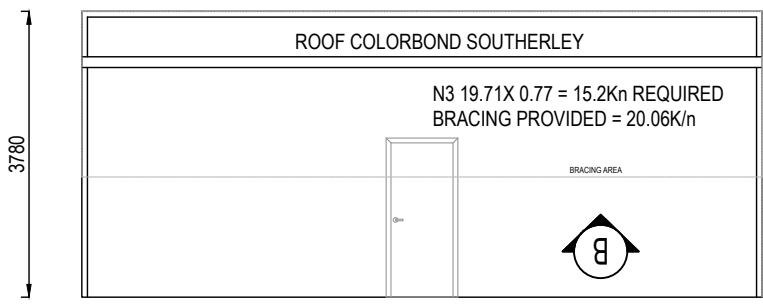 ROOF COLORBOND SOUTHERLEY
N3 19.71X 0.77 = 15.2Kn REQUIRED
BRACING PROVIDED = 20.06K/n
3780
BRACING AREA
B